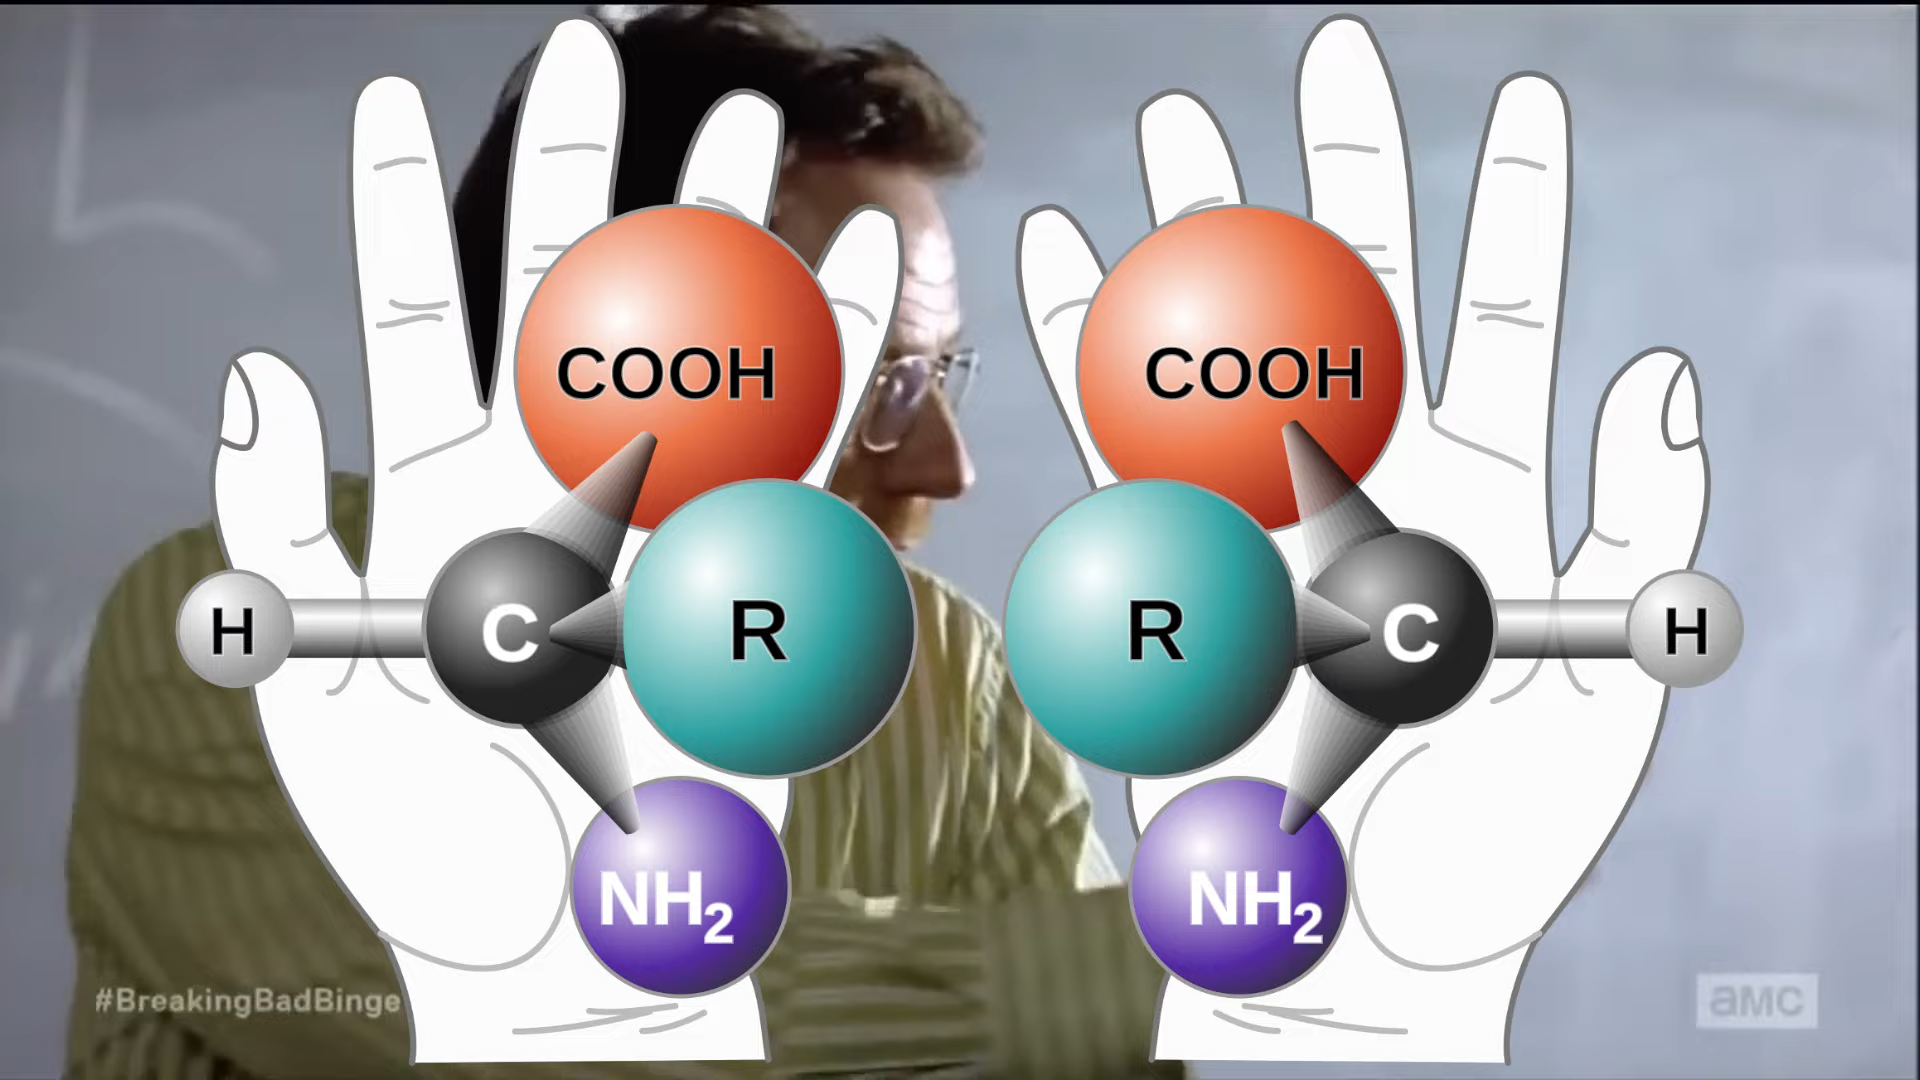 COOH
COOH
H
C
R
R
C
H
NH₂
NH₂
#BreakingBadBinge
aMC